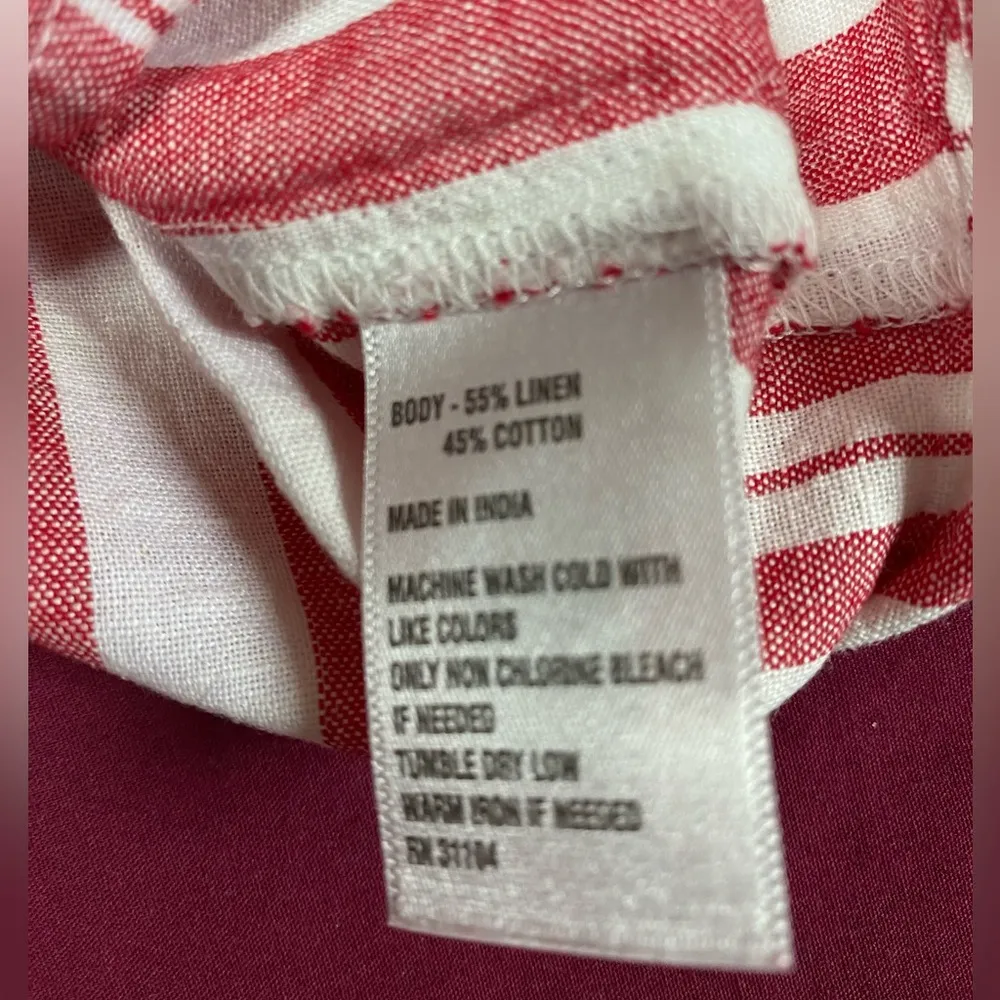 BODY - 55% LINEN
45% COTTON
MADE IN INDIA
MACHINE WASH COLD WITH
LIKE COLORS
ONLY NON CHLORINE BLEACH
IF NEEDED
TUMBLE DRY LOW
WARM IRON IF NEEDED
RN 31104